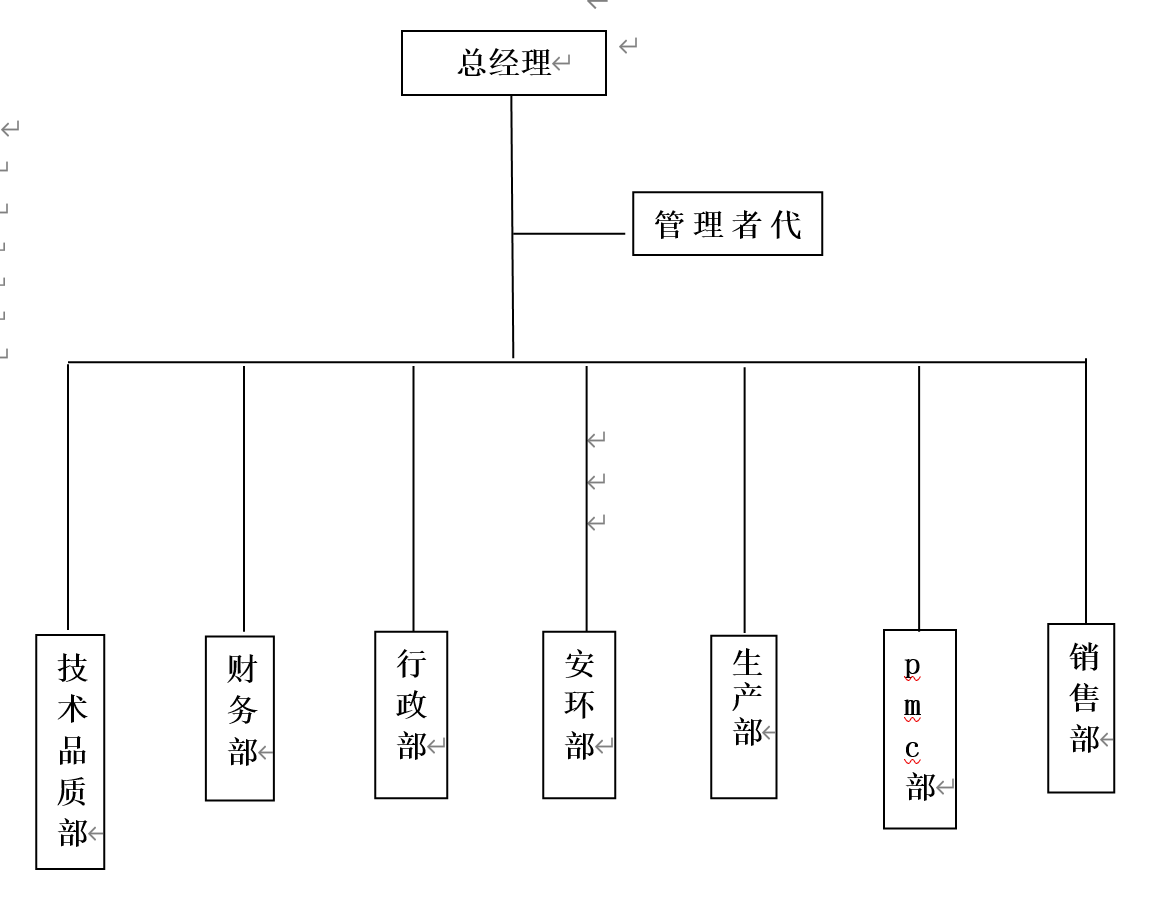 总经理
管理者代
技术品质部
财务部
行政部
安环部
生产部
pmc部
销售部